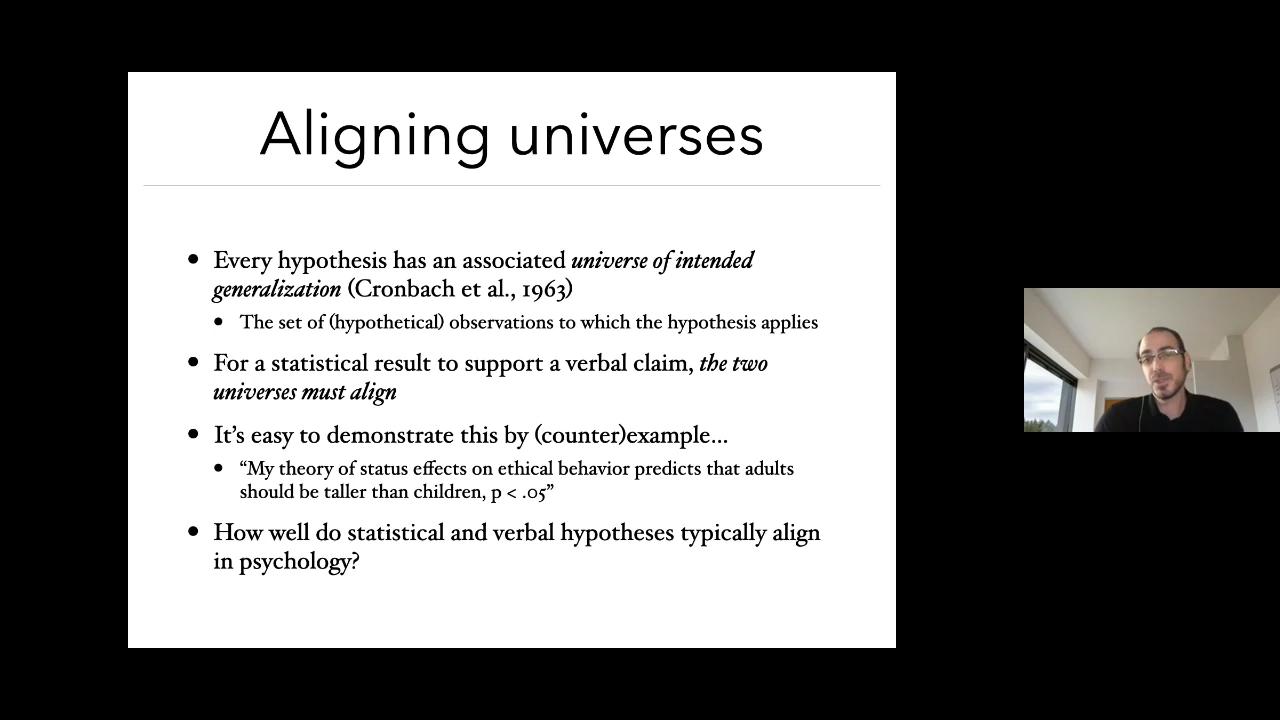 Aligning universes
• Every hypothesis has an associated universe of intended
generalization (Cronbach et al., 1963)
• The set of (hypothetical) observations to which the hypothesis applies
• For a statistical result to support a verbal claim, the two
universes must align
• It’s easy to demonstrate this by (counter)example…
• “My theory of status effects on ethical behavior predicts that adults
should be taller than children, p < .05”
• How well do statistical and verbal hypotheses typically align
in psychology?